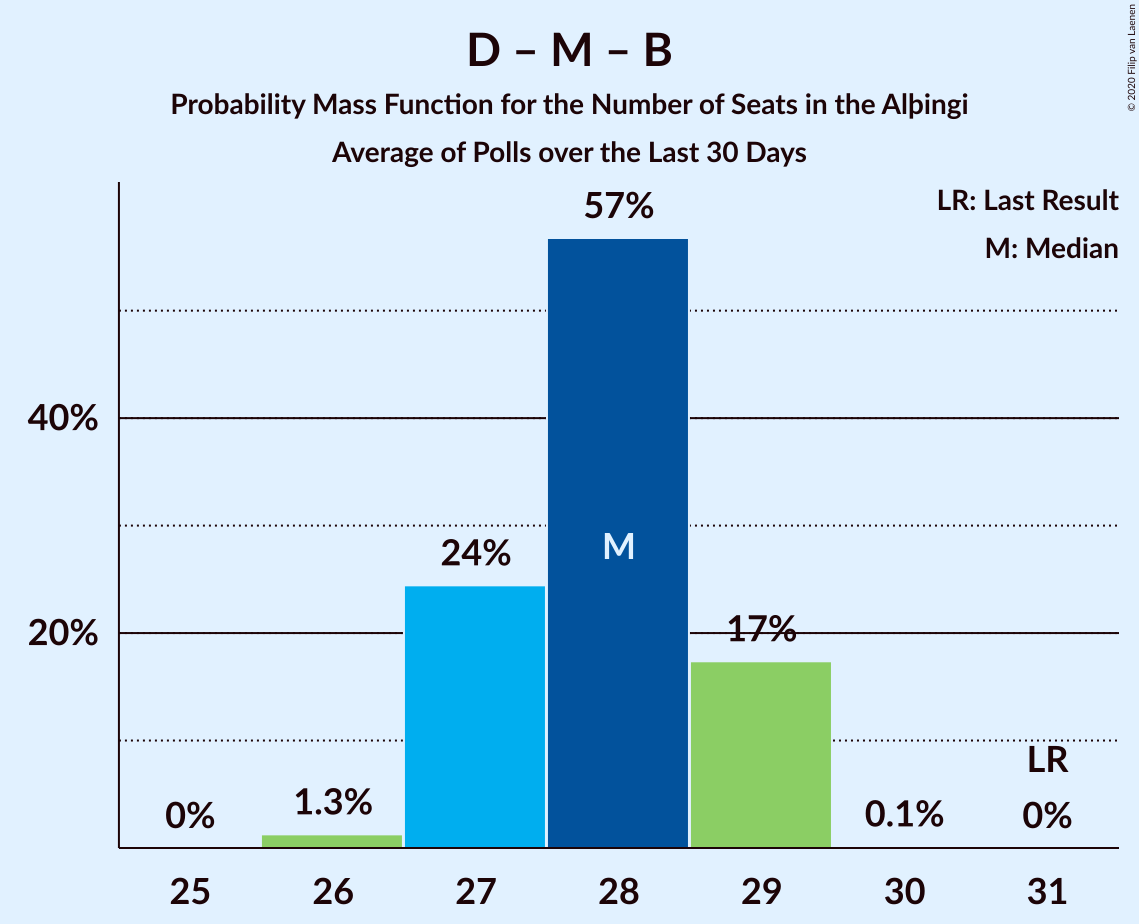 D – M – B
Probability Mass Function for the Number of Seats in the Alþingi
Average of Polls over the Last 30 Days
© 2020 Filip van Laenen
LR: Last Result
M: Median
57%
40%
24%
M
20%
17%
LR
0%
1.3%
0.1%
0%
25
26
27
28
29
30
31